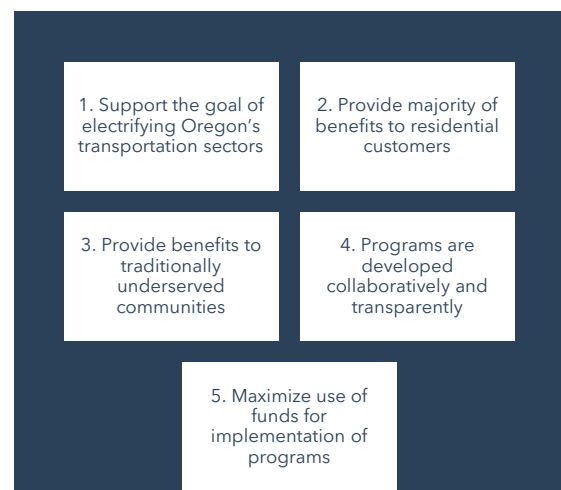 1. Support the goal of
electrifying Oregon's
transportation sectors
2. Provide majority of
benefits to residential
customers
3. Provide benefits to
traditionally
underserved
communities
4. Programs are
developed
collaboratively and
transparently
5. Maximize use of
funds for
implementation of
programs